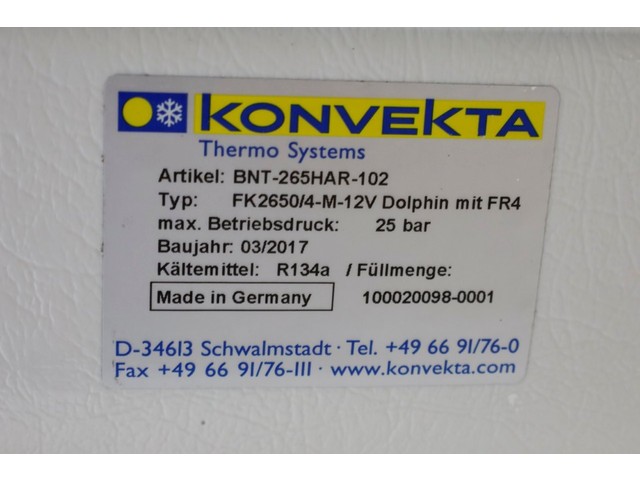 KONVEKTA
Thermo Systems
Artikel: BNT-265HAR-102
Typ: FK2650/4-M-12V Dolphin mit FR4
max. Betriebsdruck: 25 bar
Baujahr: 03/2017
Kältemittel: R134a / Füllmenge:
Made in Germany 100020098-0001
D-34613 Schwalmstadt · Tel. +49 66 91/76-0
Fax +49 66 91/76-111 · www.konvekta.com